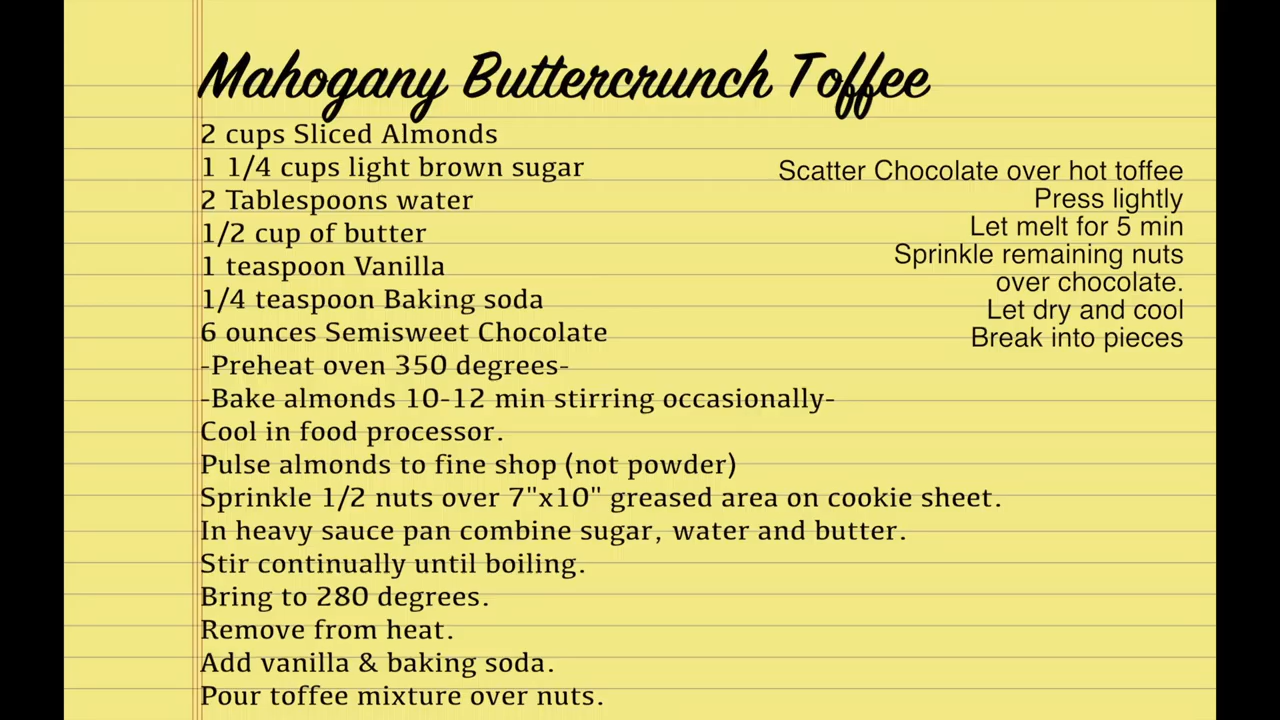 Mahogany Buttercrunch Toffee
2 cups Sliced Almonds
1 1/4 cups light brown sugar
2 Tablespoons water
1/2 cup of butter
1 teaspoon Vanilla
1/4 teaspoon Baking soda
6 ounces Semisweet Chocolate
-Preheat oven 350 degrees-
-Bake almonds 10-12 min stirring occasionally-
Cool in food processor.
Pulse almonds to fine shop (not powder)
Sprinkle 1/2 nuts over 7"x10" greased area on cookie sheet.
In heavy sauce pan combine sugar, water and butter.
Stir continually until boiling.
Bring to 280 degrees.
Remove from heat.
Add vanilla & baking soda.
Pour toffee mixture over nuts.
Scatter Chocolate over hot toffee
Press lightly
Let melt for 5 min
Sprinkle remaining nuts
over chocolate.
Let dry and cool
Break into pieces